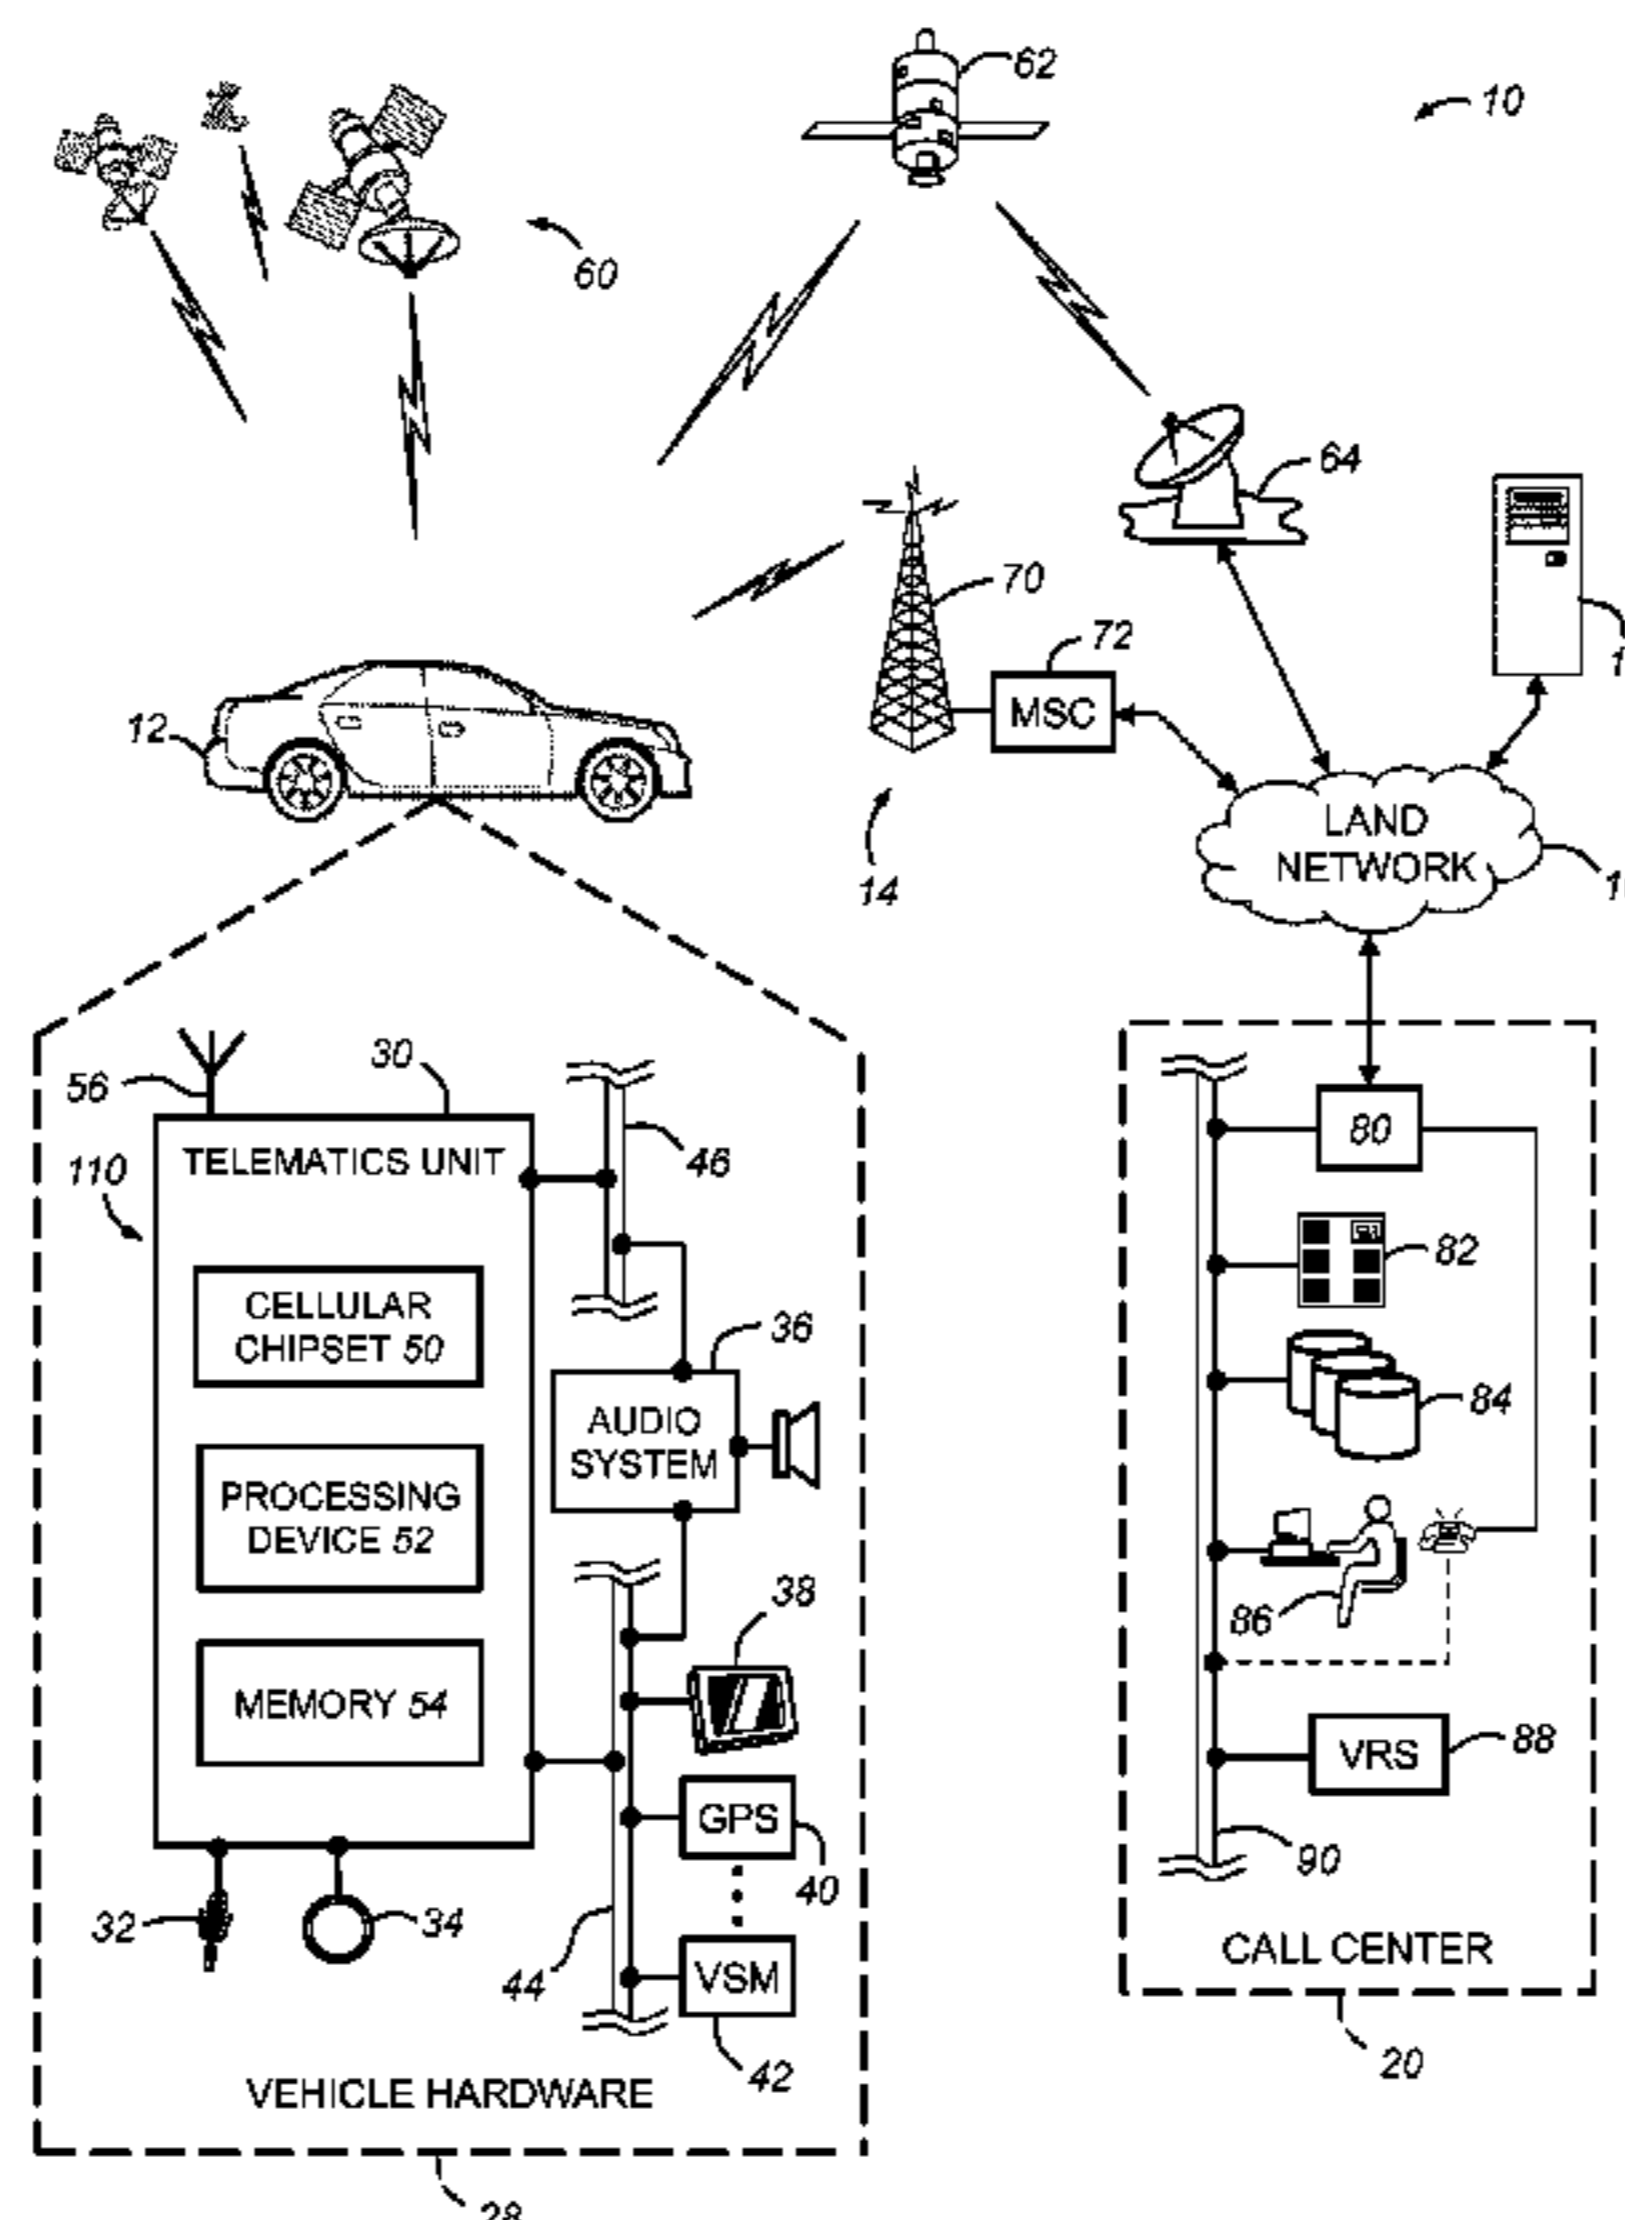 62
10
60
64
70
72
MSC
12
LAND
NETWORK
14
56
30
46
TELEMATICS UNIT
110
80
82
CELLULAR
CHIPSET 50
36
84
AUDIO
SYSTEM
PROCESSING
DEVICE 52
38
86
MEMORY 54
VRS
88
GPS
40
90
32
34
44
VSM
CALL CENTER
42
20
VEHICLE HARDWARE
28